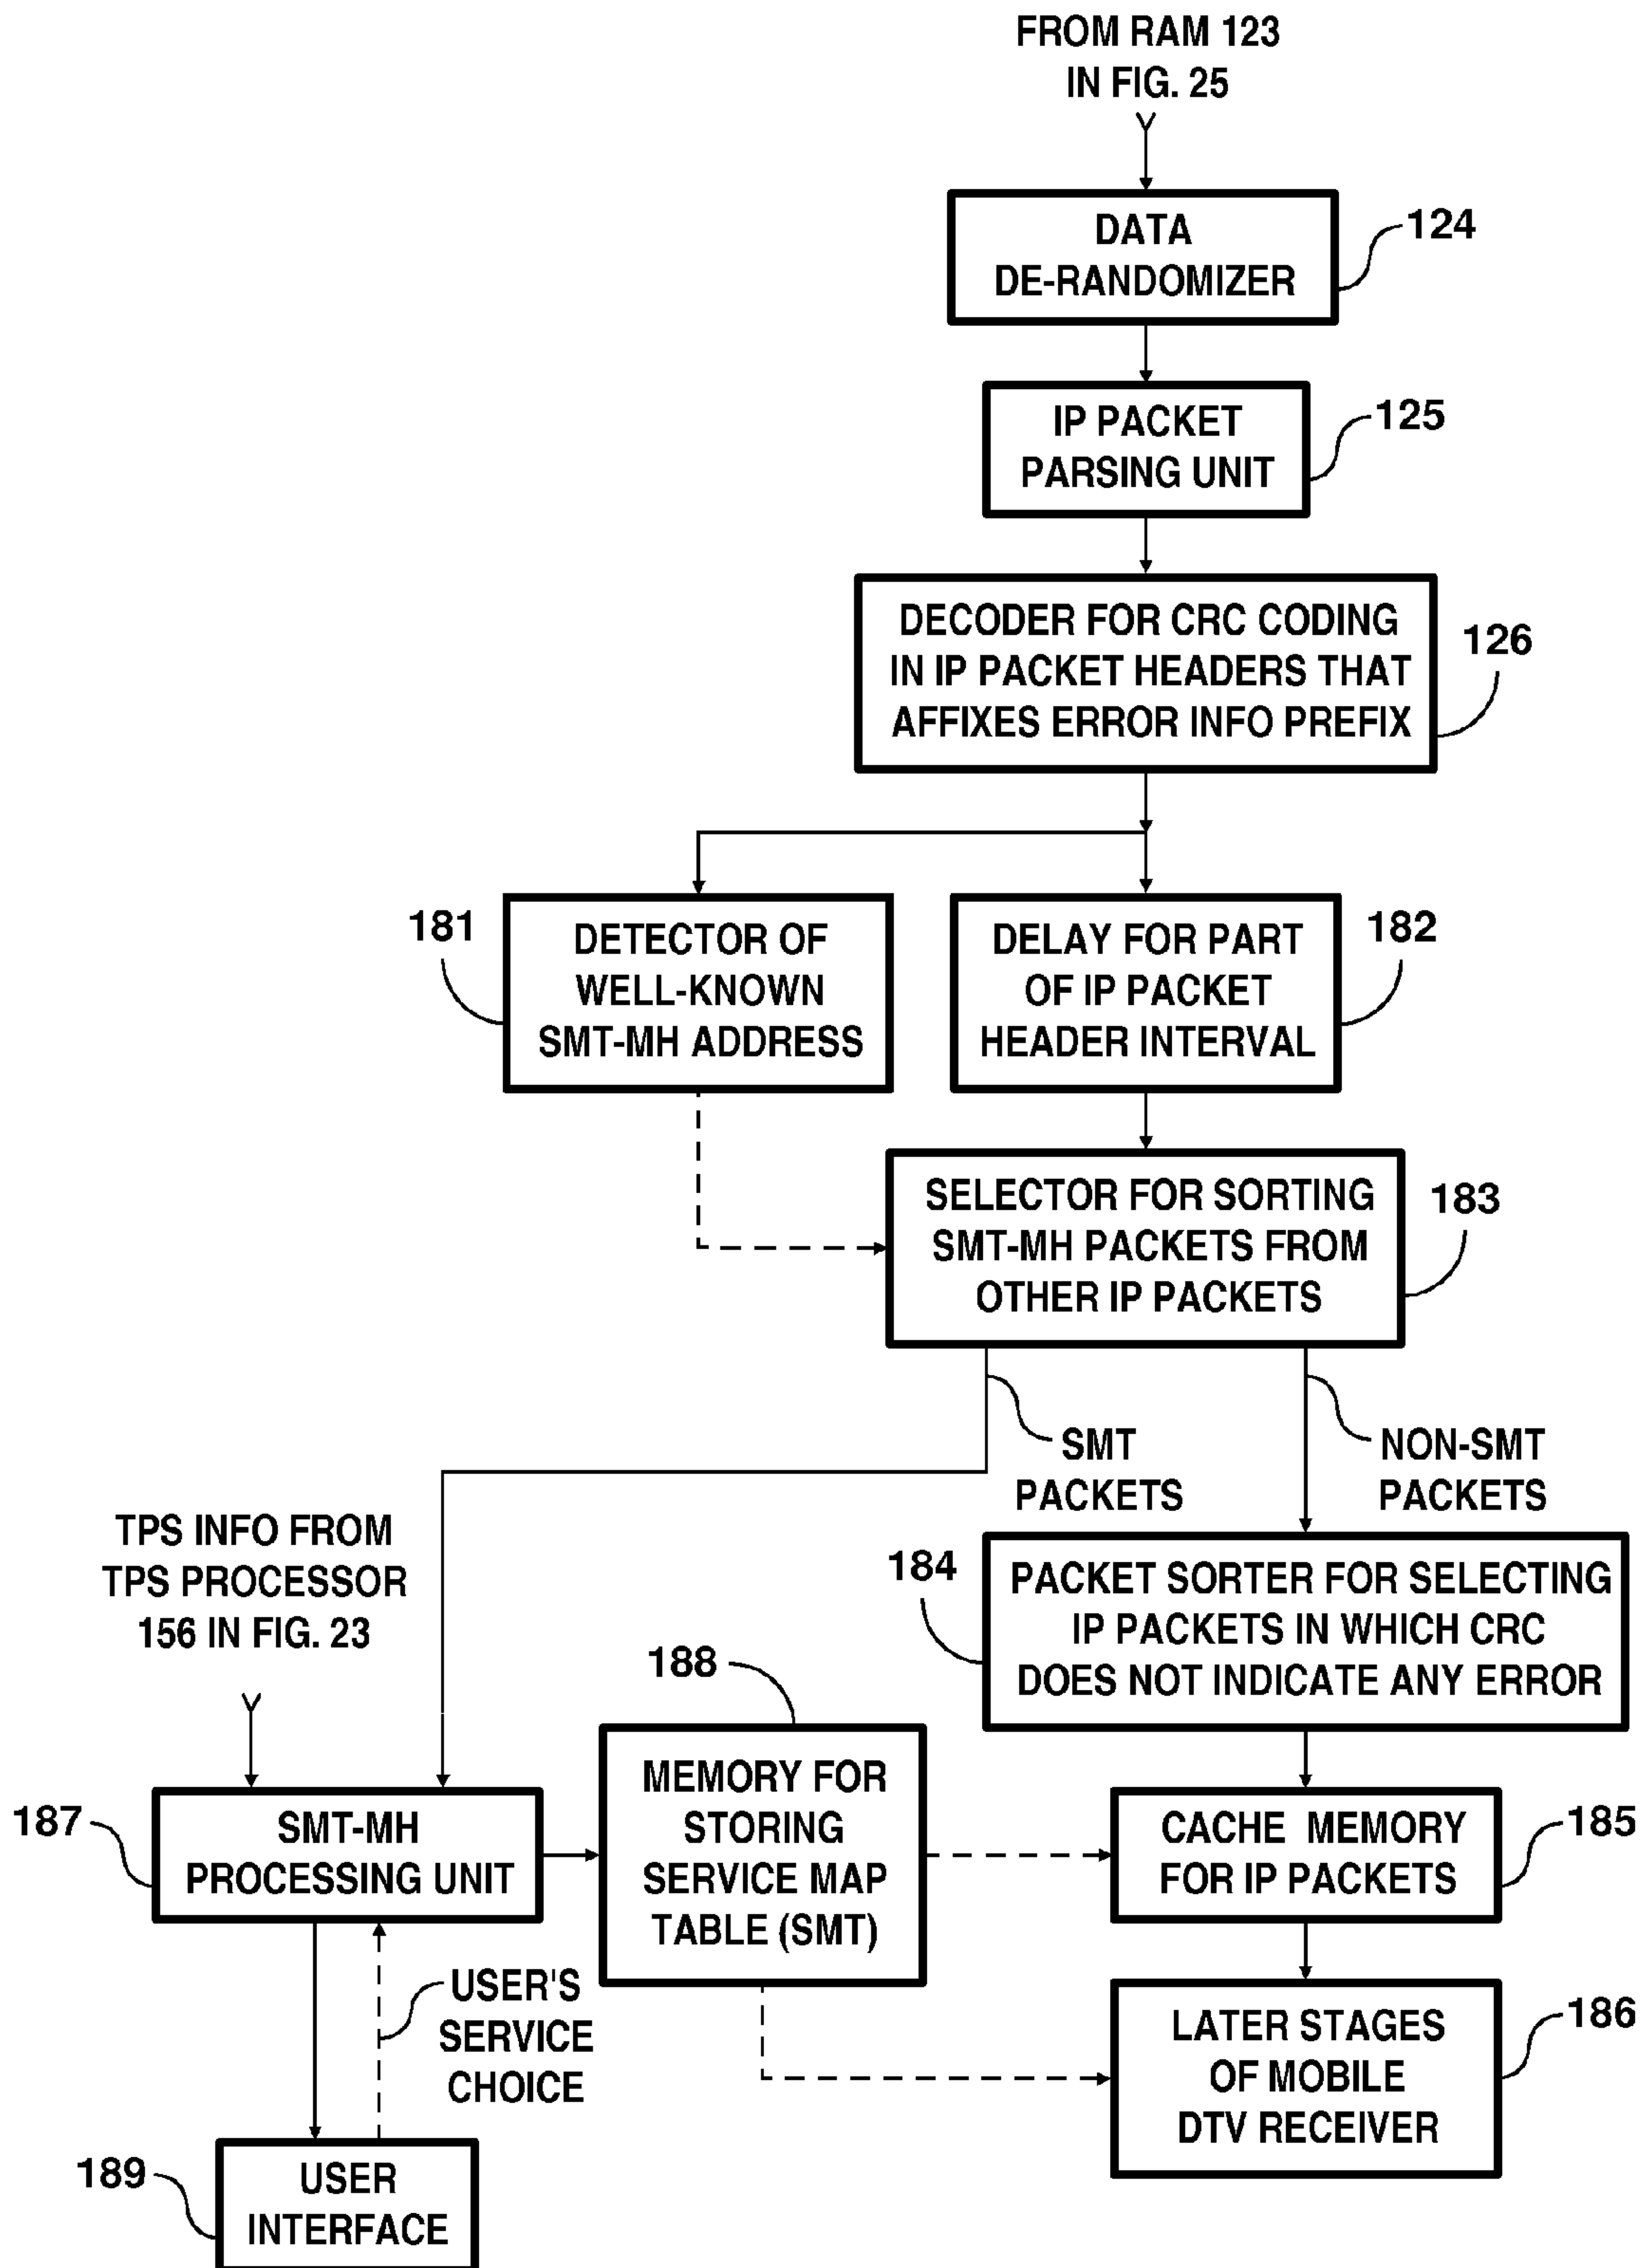 FROM RAM 123
IN FIG. 25
DATA
DE-RANDOMIZER
124
IP PACKET
PARSING UNIT
125
DECODER FOR CRC CODING
IN IP PACKET HEADERS THAT
AFFIXES ERROR INFO PREFIX
126
181
DETECTOR OF
WELL-KNOWN
SMT-MH ADDRESS
DELAY FOR PART
OF IP PACKET
HEADER INTERVAL
182
SELECTOR FOR SORTING
SMT-MH PACKETS FROM
OTHER IP PACKETS
183
SMT
PACKETS
NON-SMT
PACKETS
TPS INFO FROM
TPS PROCESSOR
156 IN FIG. 23
184
PACKET SORTER FOR SELECTING
IP PACKETS IN WHICH CRC
DOES NOT INDICATE ANY ERROR
187
SMT-MH
PROCESSING UNIT
188
MEMORY FOR
STORING
SERVICE MAP
TABLE (SMT)
CACHE MEMORY
FOR IP PACKETS
185
USER'S
SERVICE
CHOICE
LATER STAGES
OF MOBILE
DTV RECEIVER
186
189
USER
INTERFACE